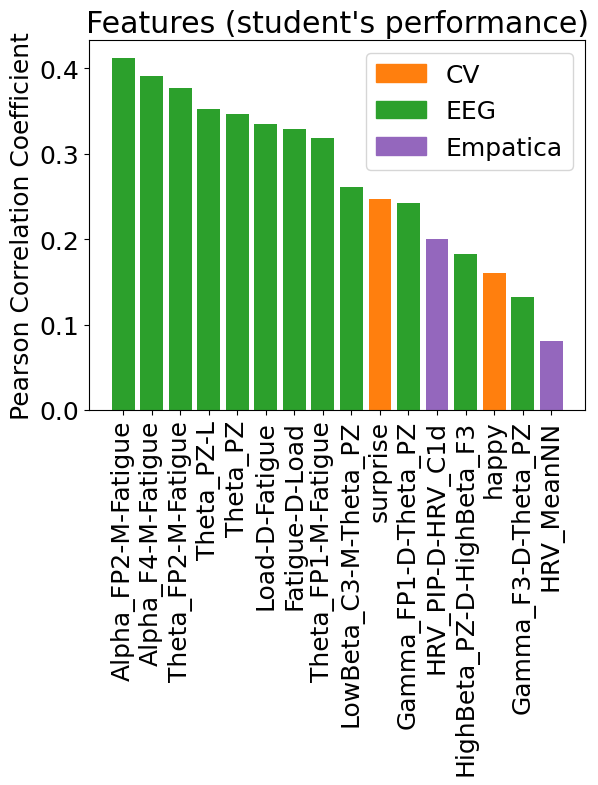 Features (student's performance)
Pearson Correlation Coefficient
0.4
0.3
0.2
0.1
0.0
CV
EEG
Empatica
Alpha_FP2-M-Fatigue
Alpha_F4-M-Fatigue
Theta_FP2-M-Fatigue
Theta_PZ-L
Theta_PZ
Load-D-Fatigue
Fatigue-D-Load
Theta_FP1-M-Fatigue
LowBeta_C3-M-Theta_PZ
surprise
Gamma_FP1-D-Theta_PZ
HRV_PIP-D-HRV_C1d
HighBeta_PZ-D-HighBeta_F3
happy
Gamma_F3-D-Theta_PZ
HRV_MeanNN